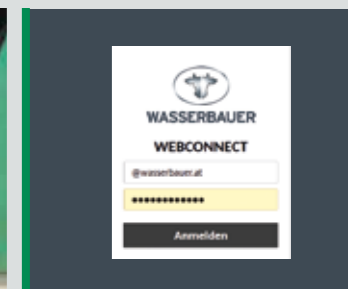 WASSERBAUER
WEBCONNECT
@wasserbauer.at
••••••••••••
Anmelden